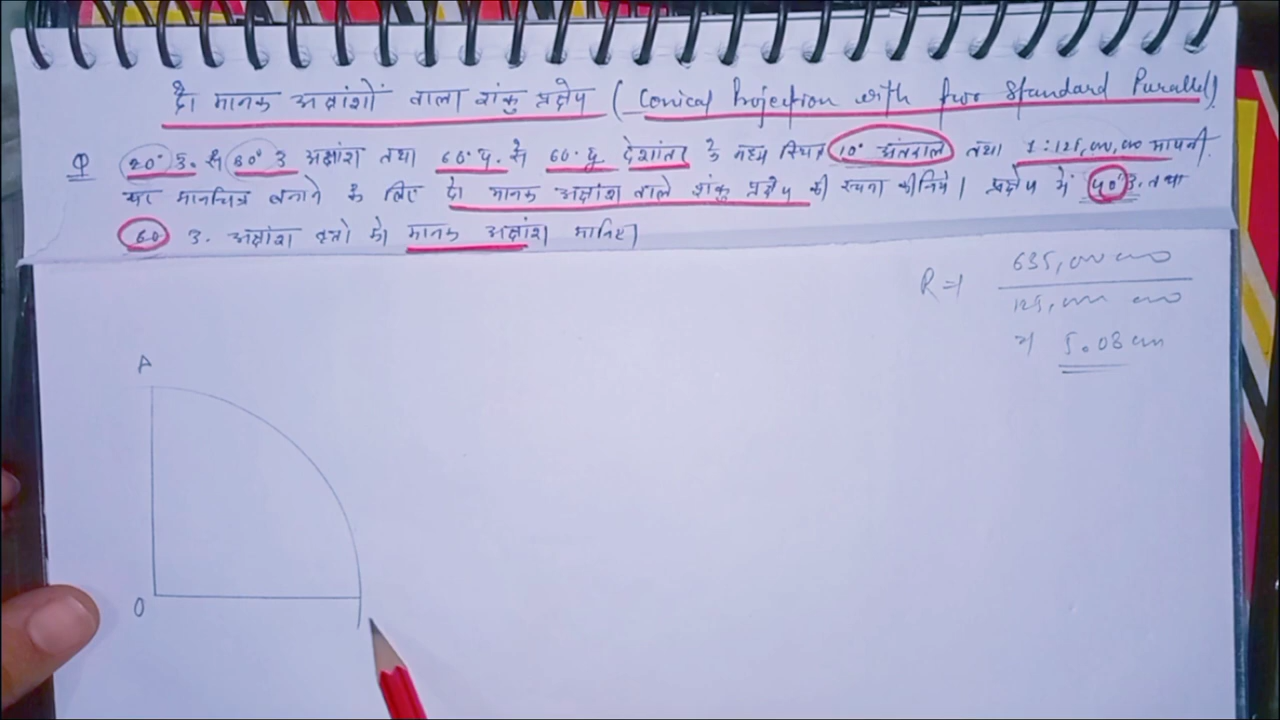 दो मानक अक्षांशों वाला शंकु प्रक्षेप (Conical Projection with two Standard Parallel)
Q 20° उ. से 80° उ अक्षांश तथा 60° पू. से 60° पू देशांतर के मध्य स्थित 10° अंतराल तथा 1:125,000,000 मापनी
पर मानचित्र बनाने के लिए दो मानक अक्षांश वाले शंकु प्रक्षेप की रचना कीजिये। प्रक्षेप में 40° उ. तथा
60 उ. अक्षांश वृतो को मानक अक्षांश मानिए।
R = 635,000,000
125,000,000
= 5.08 cm
A
O